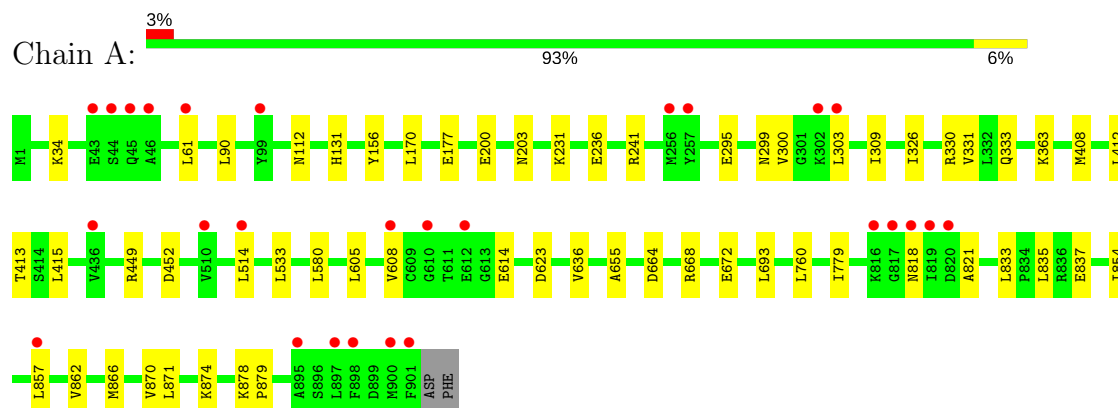 3%
Chain A:
93% 6%
M1 K34 E43 S44 Q45 A46 L61 L90 Y99 N112 H131 Y156 L170 E177 E200 N203 K231 E236 R241 M256 Y257 E295 N299 V300 G301 K302 L303 I309 I326 R330 V331 L332 Q333 K363 M408 L412
T413 S414 L415 V436 R449 D452 V510 L514 L533 L580 L605 V608 C609 G610 T611 E612 G613 E614 D623 V636 A655 D664 R668 E672 L693 L760 I779 K816 G817 N818 I819 D820 A821 L833 P834 L835 R836 E837
L857 V862 M866 V870 L871 K874 K878 P879 A895 S896 L897 F898 D899 M900 F901 ASP PHE